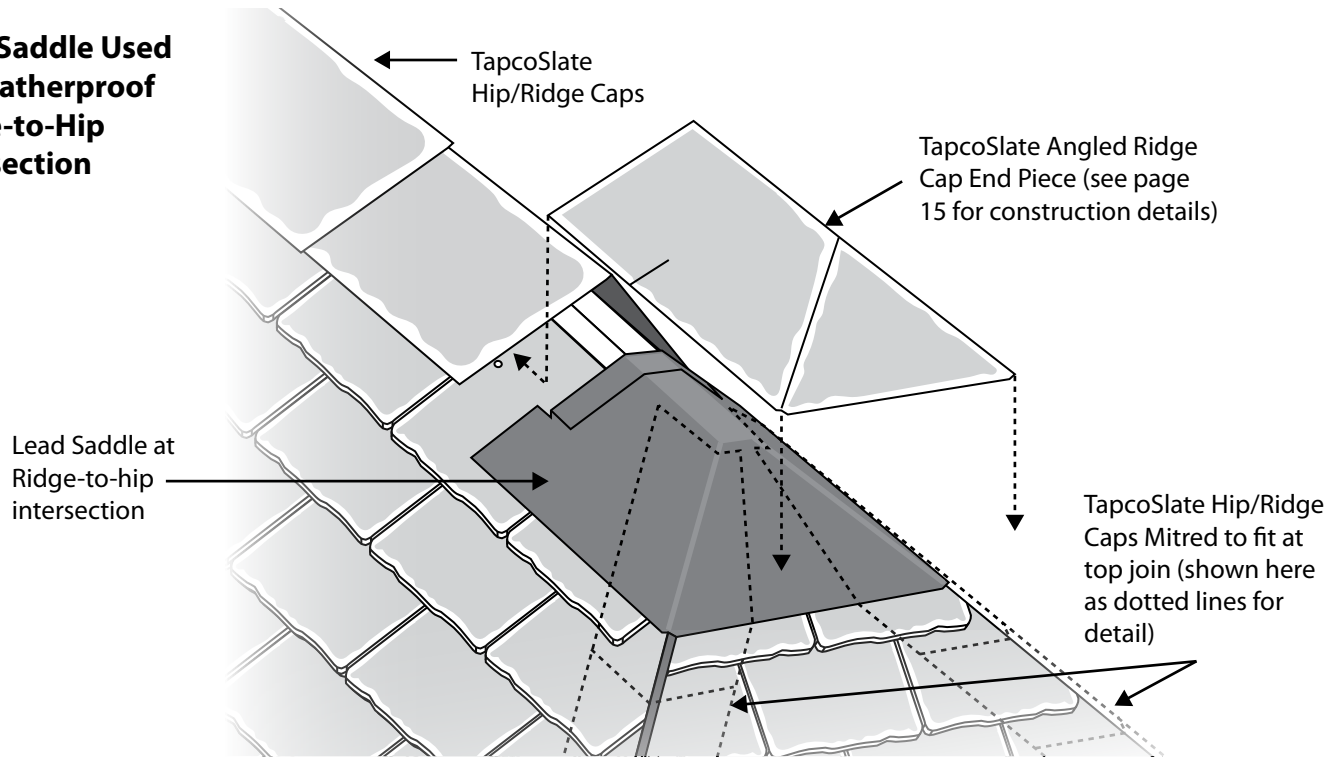 Saddle Used
atherproof
-to-Hip
section
TapcoSlate
Hip/Ridge Caps
TapcoSlate Angled Ridge
Cap End Piece (see page
15 for construction details)
Lead Saddle at
Ridge-to-hip
intersection
TapcoSlate Hip/Ridge
Caps Mitred to fit at
top join (shown here
as dotted lines for
detail)